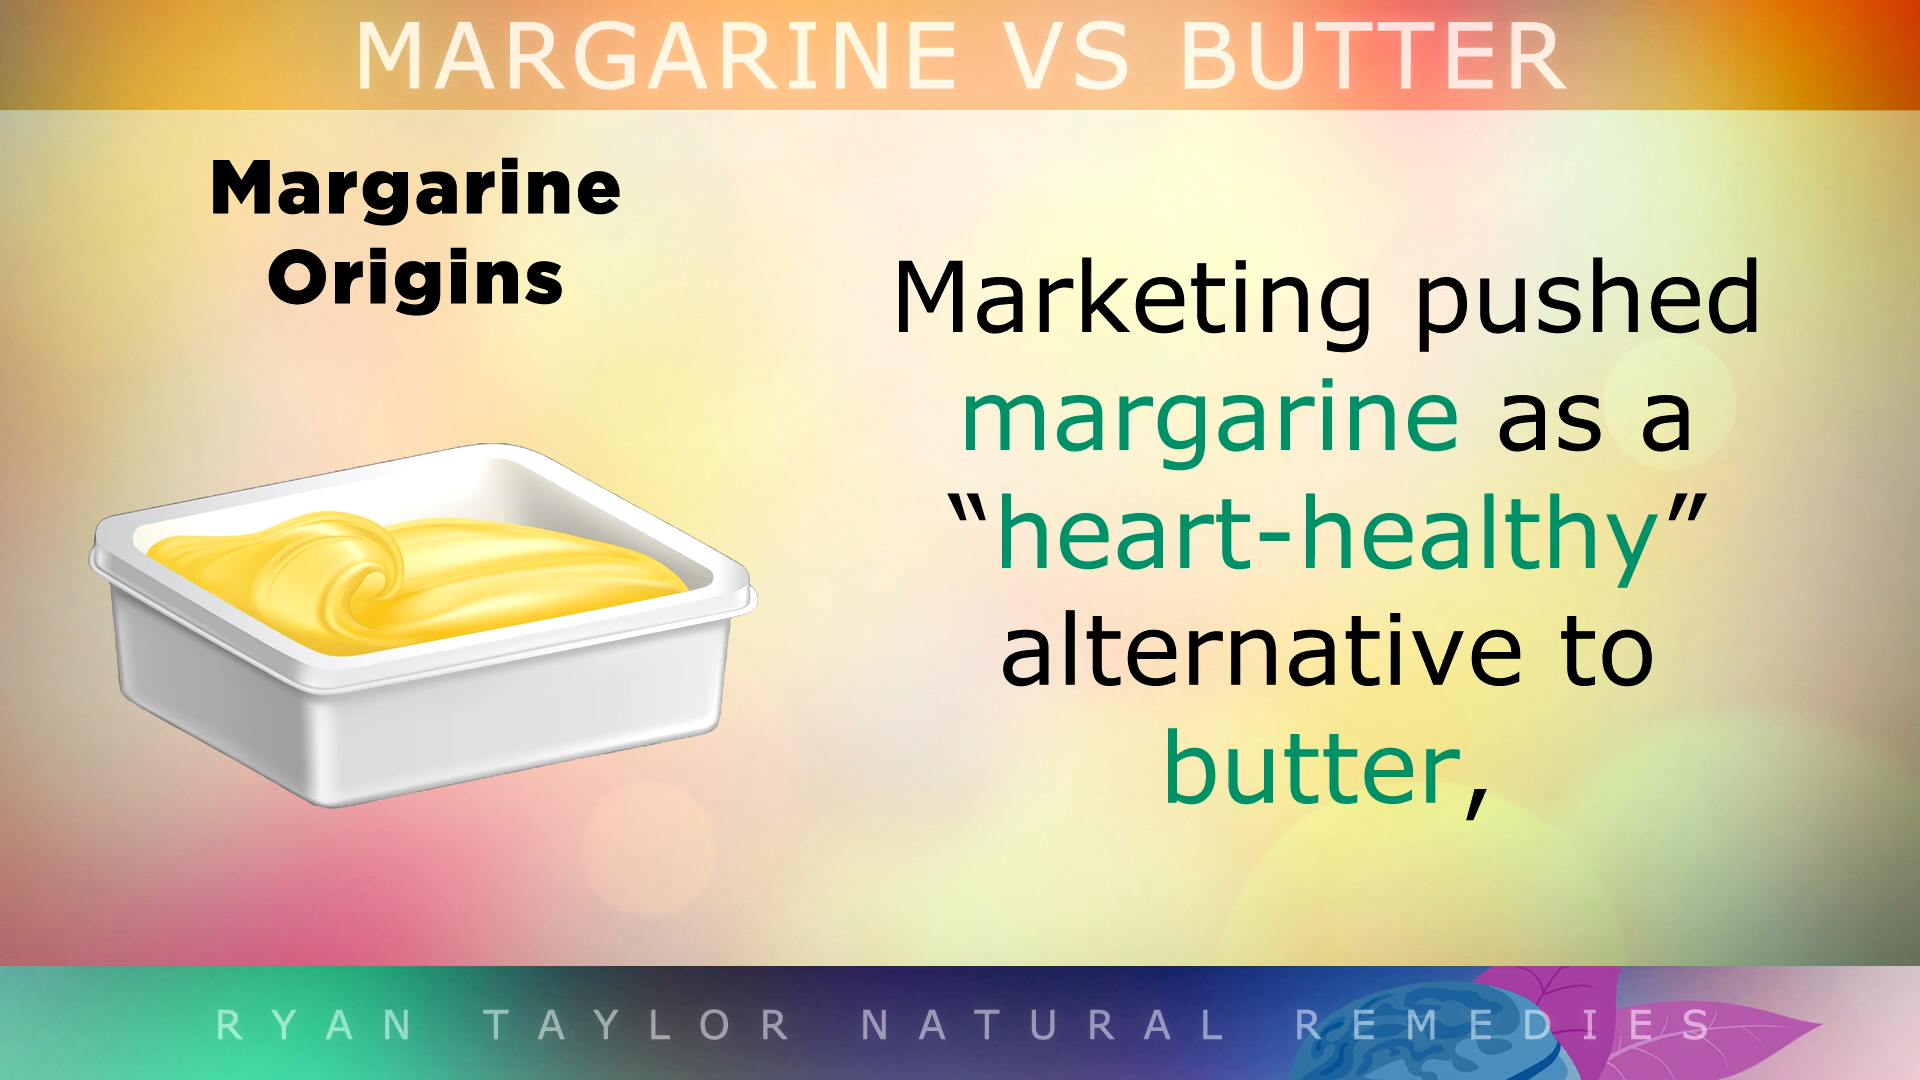 MARGARINE VS BUTTER
Margarine
Origins
Marketing pushed
margarine as a
“heart-healthy”
alternative to
butter,
RYAN TAYLOR NATURAL REMEDIES